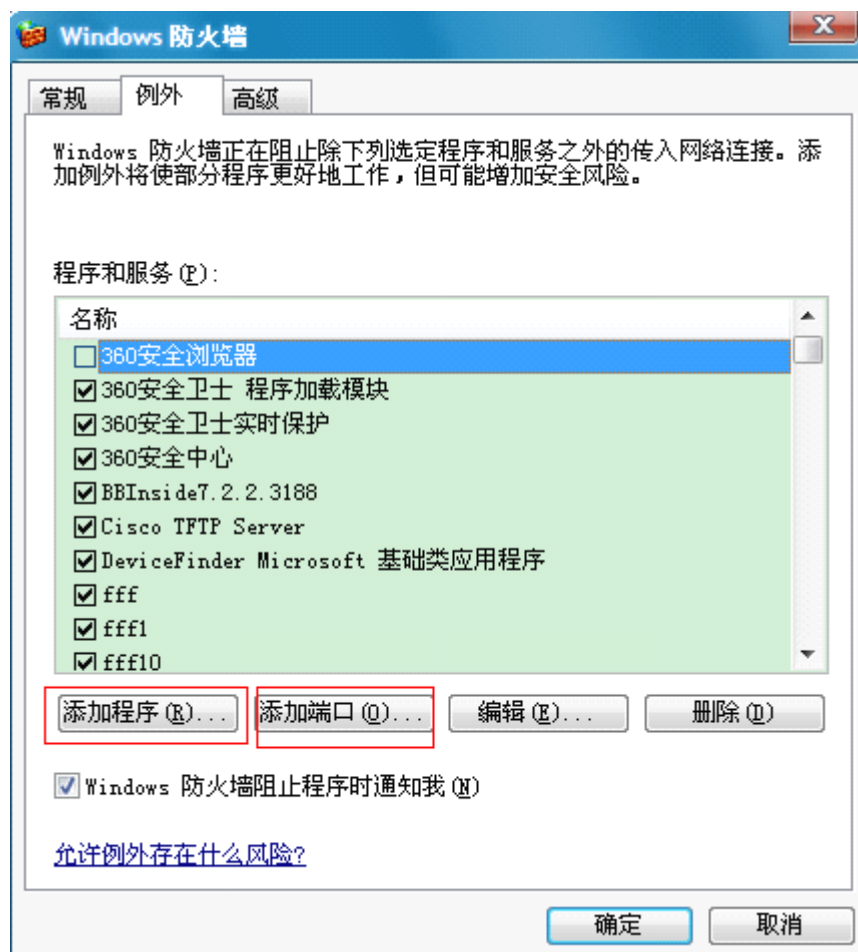 Windows 防火墙
常规 例外 高级
Windows 防火墙正在阻止除下列选定程序和服务之外的传入网络连接。添
加例外将使部分程序更好地工作，但可能增加安全风险。
程序和服务(P):
名称
360安全浏览器
360安全卫士 程序加载模块
360安全卫士实时保护
360安全中心
BBInside7.2.2.3188
Cisco TFTP Server
DeviceFinder Microsoft 基础类应用程序
fff
fff1
fff10
添加程序(R)... 添加端口(O)... 编辑(E)... 删除(D)
Windows 防火墙阻止程序时通知我(N)
允许例外存在什么风险?
确定 取消